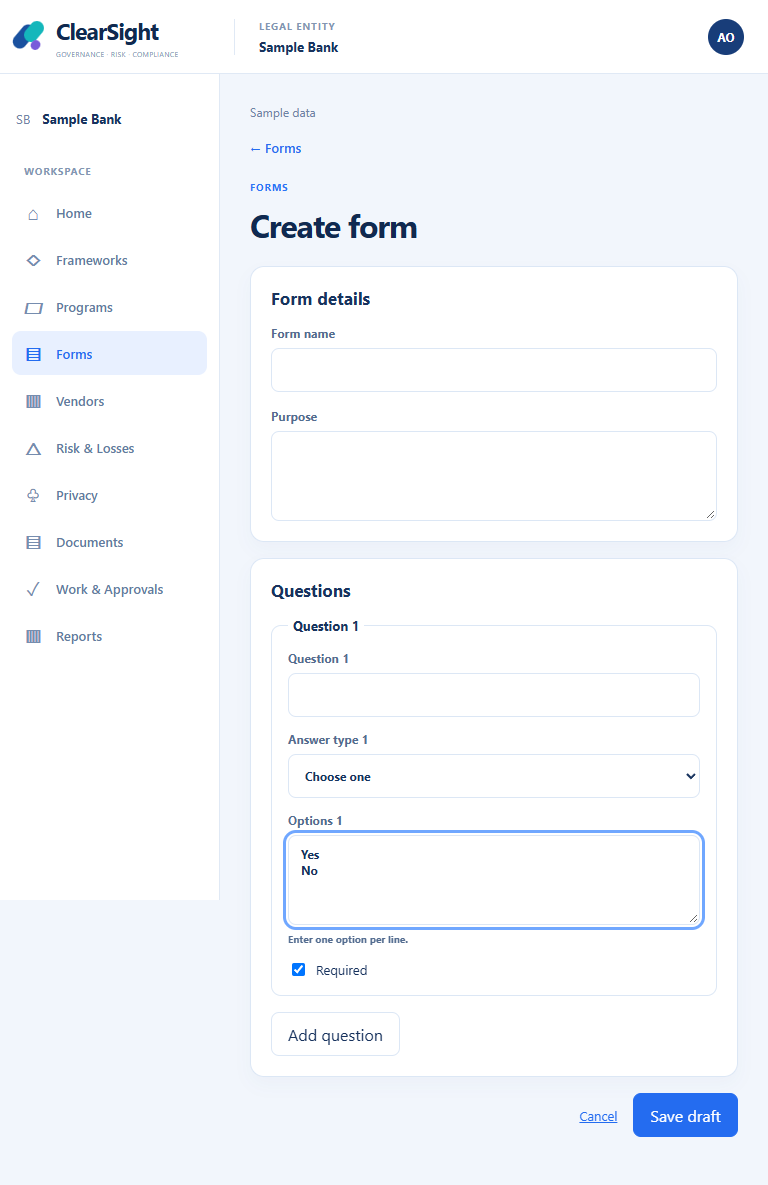 ClearSight
GOVERNANCE · RISK · COMPLIANCE
LEGAL ENTITY
Sample Bank
AO
SB Sample Bank
WORKSPACE
Home
Frameworks
Programs
Forms
Vendors
Risk & Losses
Privacy
Documents
Work & Approvals
Reports
Sample data
← Forms
FORMS
Create form
Form details
Form name
Purpose
Questions
Question 1
Question 1
Answer type 1
Choose one
Options 1
Yes
No
Enter one option per line.
Required
Add question
Cancel
Save draft